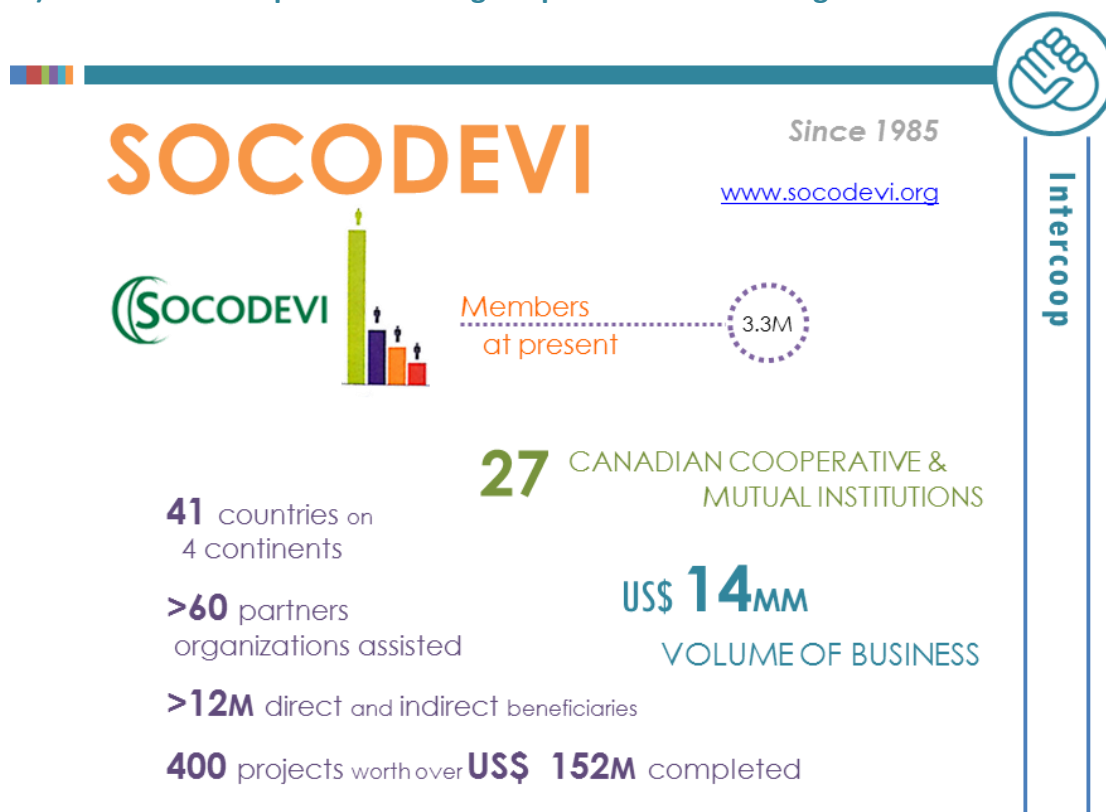 SOCODEVI
Since 1985
www.socodevi.org
SOCODEVI
Members
at present
3.3M
Intercoop
27 CANADIAN COOPERATIVE &
MUTUAL INSTITUTIONS
41 countries on
4 continents
US$ 14MM
VOLUME OF BUSINESS
>60 partners
organizations assisted
>12M direct and indirect beneficiaries
400 projects worth over US$ 152M completed